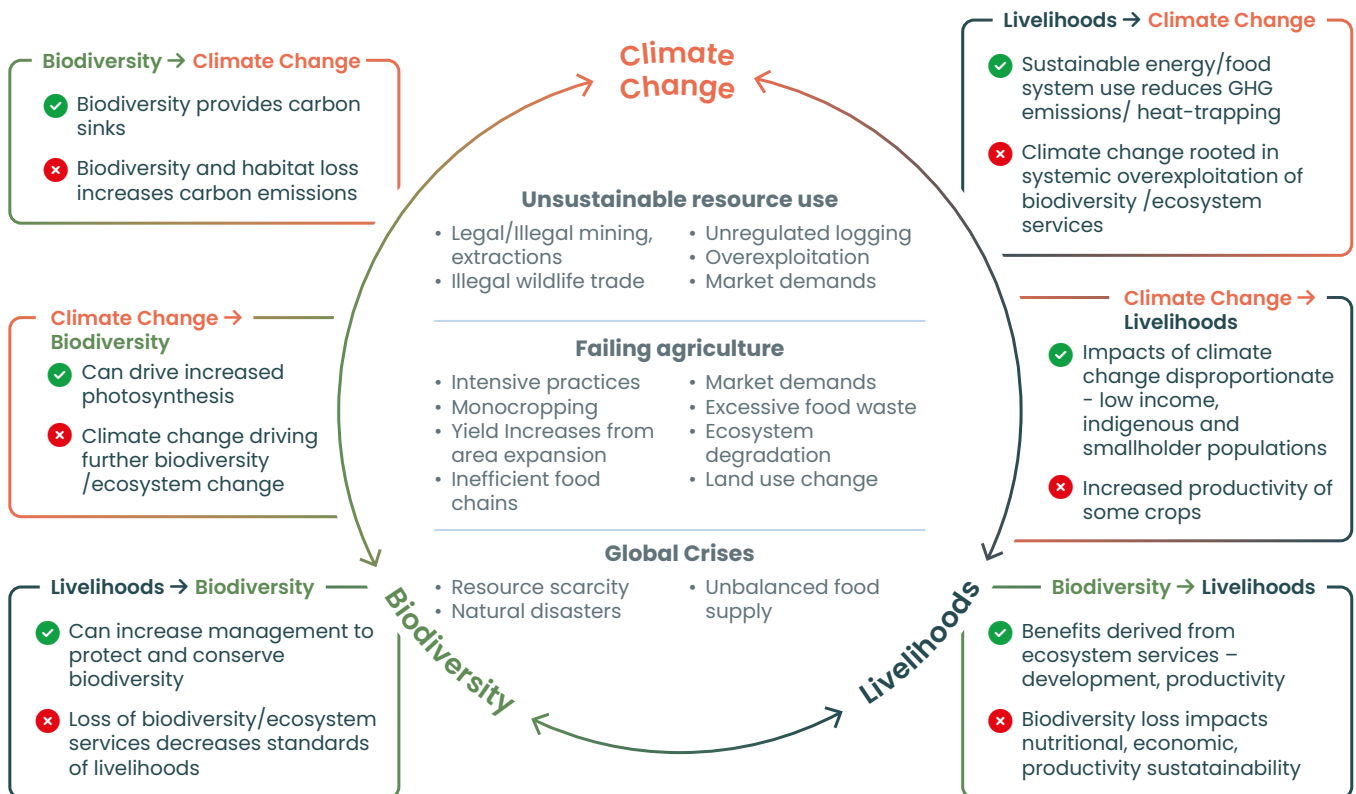 Biodiversity → Climate Change
Biodiversity provides carbon
sinks
Biodiversity and habitat loss
increases carbon emissions
Climate Change →
Biodiversity
Can drive increased
photosynthesis
Climate change driving
further biodiversity
/ecosystem change
Livelihoods → Biodiversity
Can increase management to
protect and conserve
biodiversity
Loss of biodiversity/ecosystem
services decreases standards
of livelihoods
Climate
Change
Unsustainable resource use
• Legal/Illegal mining,
extractions
• Illegal wildlife trade
• Unregulated logging
• Overexploitation
• Market demands
Failing agriculture
• Intensive practices
• Monocropping
• Yield Increases from
area expansion
• Inefficient food
chains
• Market demands
• Excessive food waste
• Ecosystem
degradation
• Land use change
Global Crises
• Resource scarcity
• Natural disasters
• Unbalanced food
supply
Biodiversity
Livelihoods
Livelihoods → Climate Change
Sustainable energy/food
system use reduces GHG
emissions/ heat-trapping
Climate change rooted in
systemic overexploitation of
biodiversity /ecosystem
services
Climate Change →
Livelihoods
Impacts of climate
change disproportionate
- low income,
indigenous and
smallholder populations
Increased productivity of
some crops
Biodiversity → Livelihoods
Benefits derived from
ecosystem services –
development, productivity
Biodiversity loss impacts
nutritional, economic,
productivity sustatainability